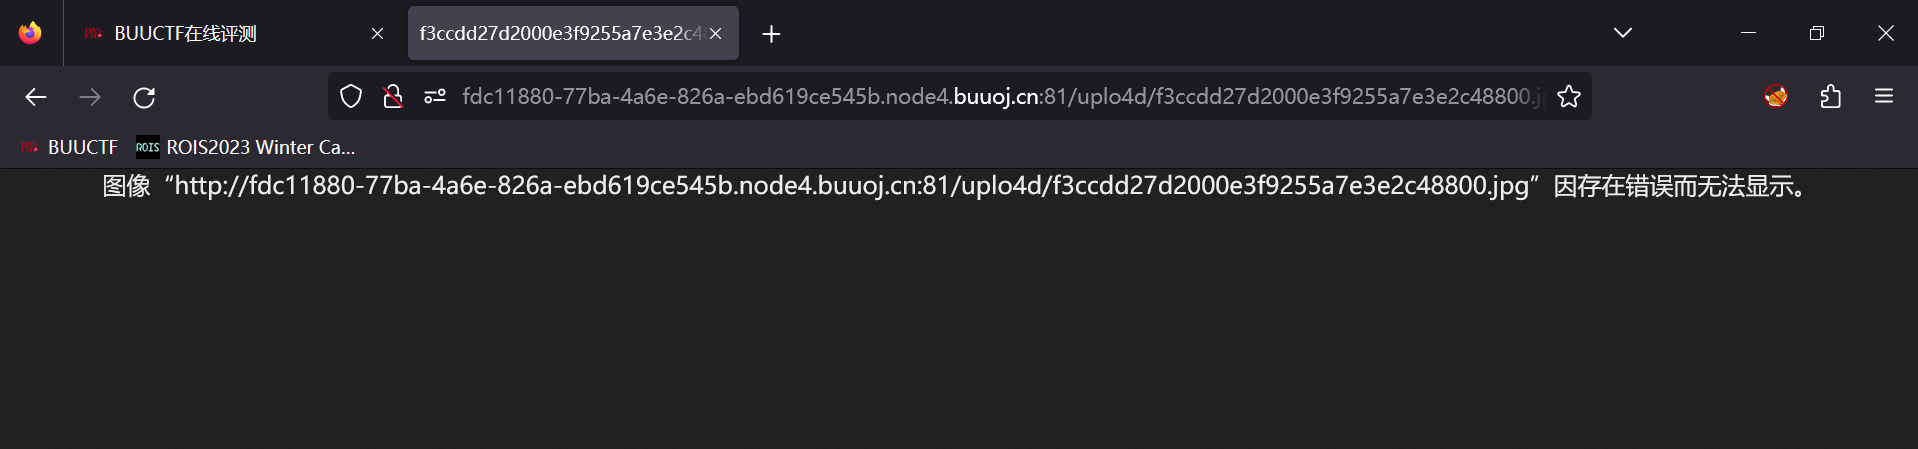 BUUCTF在线评测
f3ccdd27d2000e3f9255a7e3e2c4
fdc11880-77ba-4a6e-826a-ebd619ce545b.node4.buuoj.cn:81/uplo4d/f3ccdd27d2000e3f9255a7e3e2c48800.j
BUUCTF
ROIS ROIS2023 Winter Ca...
图像“http://fdc11880-77ba-4a6e-826a-ebd619ce545b.node4.buuoj.cn:81/uplo4d/f3ccdd27d2000e3f9255a7e3e2c48800.jpg”因存在错误而无法显示。